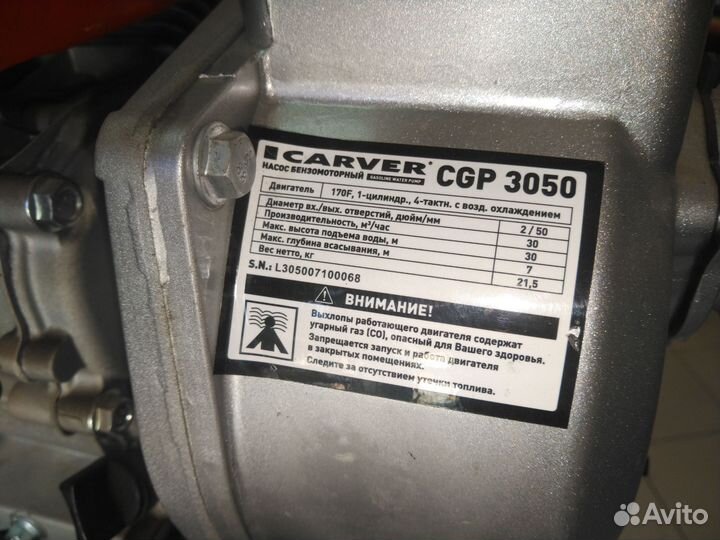 CARVER® CGP 3050
НАСОС БЕНЗОМОТОРНЫЙ GASOLINE WATER PUMP
Двигатель 170F, 1-цилиндр., 4-тактн. с возд. охлаждением
Диаметр вх./вых. отверстий, дюйм/мм 2 / 50
Производительность, м³/час 30
Макс. высота подъема воды, м 30
Макс. глубина всасывания, м 7
Вес нетто, кг 21,5
S.N.: L305007100068
ВНИМАНИЕ!
Выхлопы работающего двигателя содержат
угарный газ (СО), опасный для Вашего здоровья.
Запрещается запуск и работа двигателя
в закрытых помещениях.
Следите за отсутствием утечки топлива.
Avito